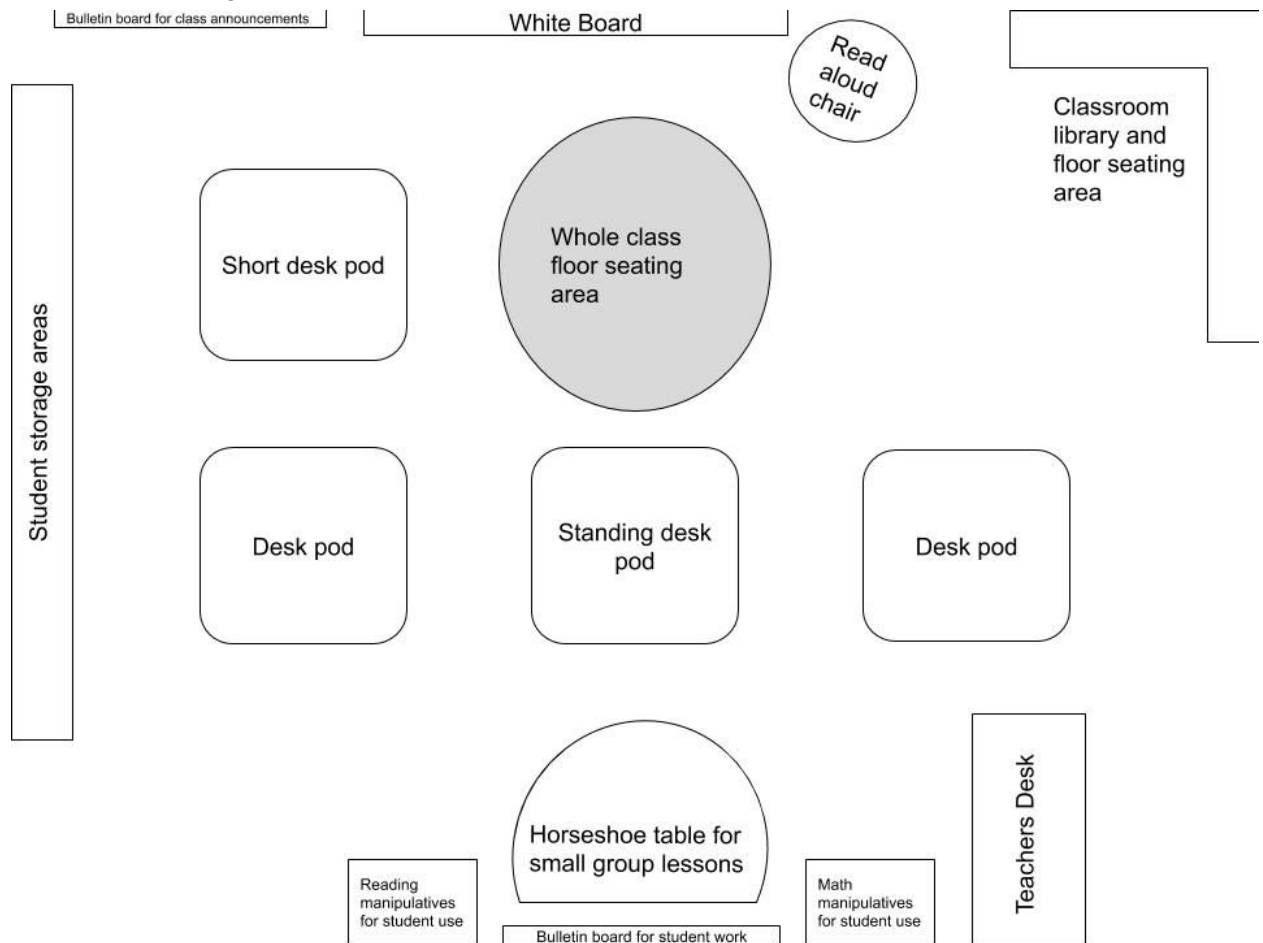 Bulletin board for class announcements
White Board
Read
aloud
chair
Classroom
library and
floor seating
area
Whole class
floor seating
area
Short desk pod
Student storage areas
Desk pod
Standing desk
pod
Desk pod
Horseshoe table for
small group lessons
Teachers Desk
Reading
manipulatives
for student use
Math
manipulatives
for student use
Bulletin board for student work